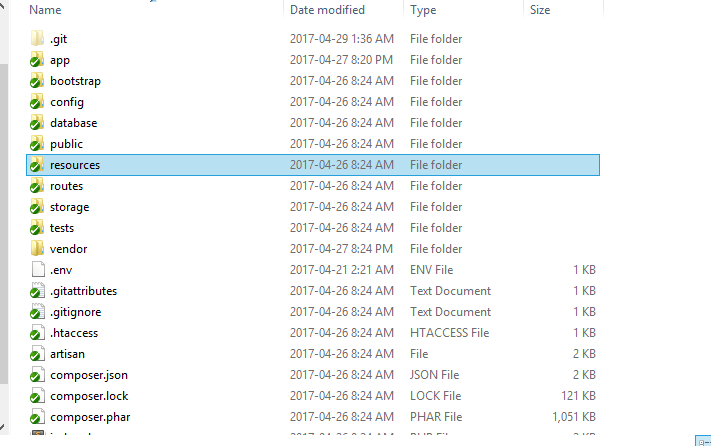 Name Date modified Type Size
.git 2017-04-29 1:36 AM File folder
app 2017-04-27 8:20 PM File folder
bootstrap 2017-04-26 8:24 AM File folder
config 2017-04-26 8:24 AM File folder
database 2017-04-26 8:24 AM File folder
public 2017-04-26 8:24 AM File folder
resources 2017-04-26 8:24 AM File folder
routes 2017-04-26 8:24 AM File folder
storage 2017-04-26 8:24 AM File folder
tests 2017-04-26 8:24 AM File folder
vendor 2017-04-27 8:24 PM File folder
.env 2017-04-21 2:21 AM ENV File 1 KB
.gitattributes 2017-04-26 8:24 AM Text Document 1 KB
.gitignore 2017-04-26 8:24 AM Text Document 1 KB
.htaccess 2017-04-26 8:24 AM HTACCESS File 1 KB
artisan 2017-04-26 8:24 AM File 2 KB
composer.json 2017-04-26 8:24 AM JSON File 2 KB
composer.lock 2017-04-26 8:24 AM LOCK File 121 KB
composer.phar 2017-04-26 8:24 AM PHAR File 1,051 KB